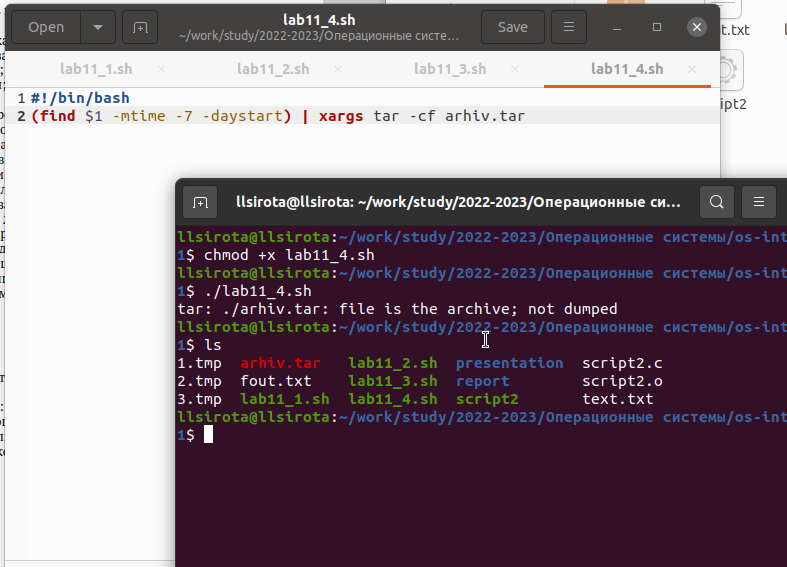 Open
lab11_4.sh
~/work/study/2022-2023/Операционные систе…
Save
lab11_1.sh
lab11_2.sh
lab11_3.sh
lab11_4.sh
1 #!/bin/bash
2 (find $1 -mtime -7 -daystart) | xargs tar -cf arhiv.tar
llsirota@llsirota: ~/work/study/2022-2023/Операционные си…
llsirota@llsirota:~/work/study/2022-2023/Операционные системы/os-int
1$ chmod +x lab11_4.sh
llsirota@llsirota:~/work/study/2022-2023/Операционные системы/os-int
1$ ./lab11_4.sh
tar: ./arhiv.tar: file is the archive; not dumped
llsirota@llsirota:~/work/study/2022-2023/Операционные системы/os-int
1$ ls
1.tmp arhiv.tar lab11_2.sh presentation script2.c
2.tmp fout.txt lab11_3.sh report script2.o
3.tmp lab11_1.sh lab11_4.sh script2 text.txt
llsirota@llsirota:~/work/study/2022-2023/Операционные системы/os-int
1$
t.txt
ipt2